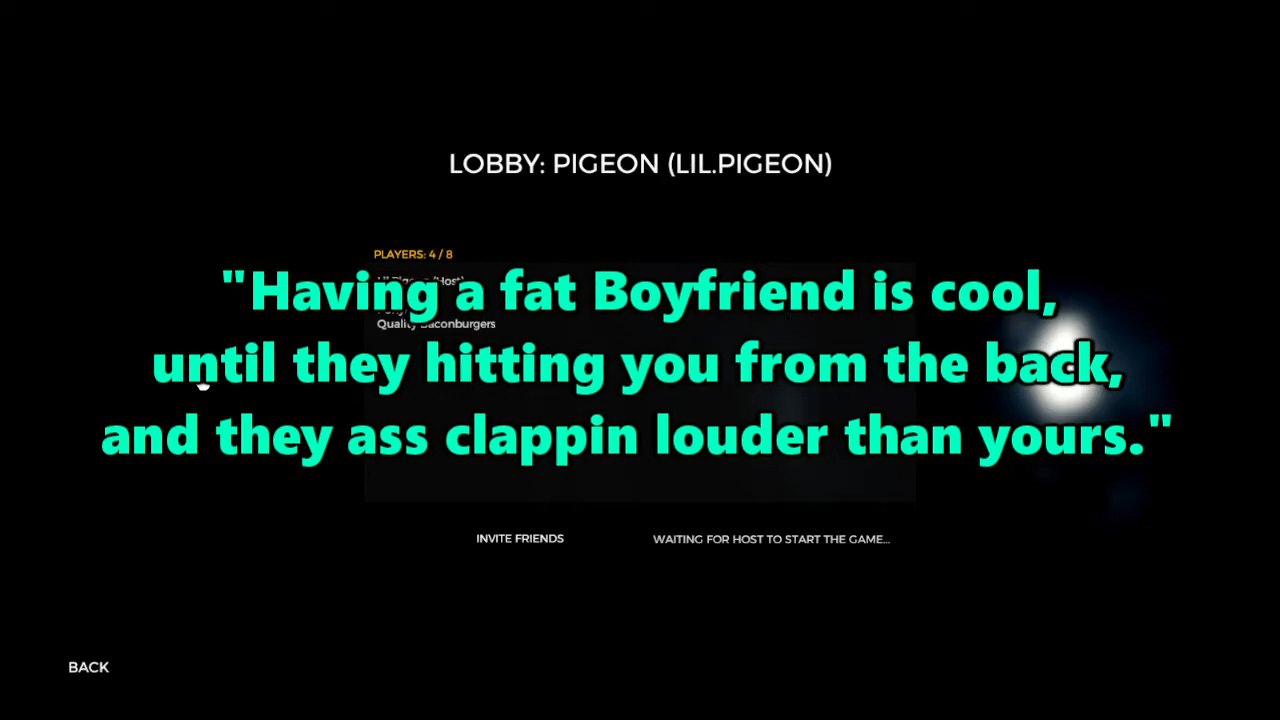 LOBBY: PIGEON (LIL.PIGEON)
PLAYERS: 4 / 8
(Host)
"Having a fat Boyfriend is cool,
Quality Baconburgers
until they hitting you from the back,
and they ass clappin louder than yours."
INVITE FRIENDS
WAITING FOR HOST TO START THE GAME...
BACK